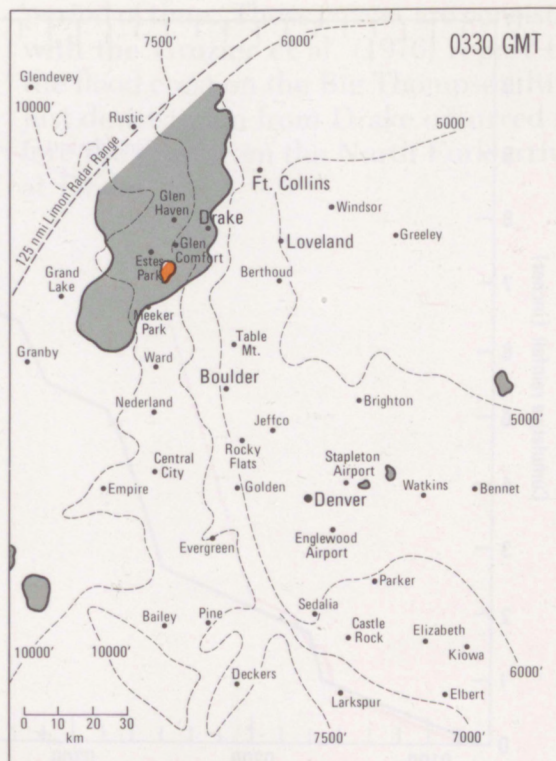 7500'
6000'
0330 GMT
Glendevey
10000'
Rustic
5000'
125 nmi Limon Radar Range
Ft. Collins
Glen
Haven
Drake
Windsor
Greeley
Loveland
Estes
Park
Glen
Comfort
Berthoud
Grand
Lake
Meeker
Park
Granby
Ward
Table
Mt.
Boulder
Nederland
Brighton
5000'
Jeffco
Rocky
Flats
Central
City
Stapleton
Airport
Empire
Golden
Denver
Watkins
Bennet
Evergreen
Englewood
Airport
Parker
Bailey
Pine
Sedalia
Castle
Rock
Elizabeth
Kiowa
10000'
10000'
6000'
Deckers
Larkspur
Elbert
0 10 20 30
km
7500'
7000'